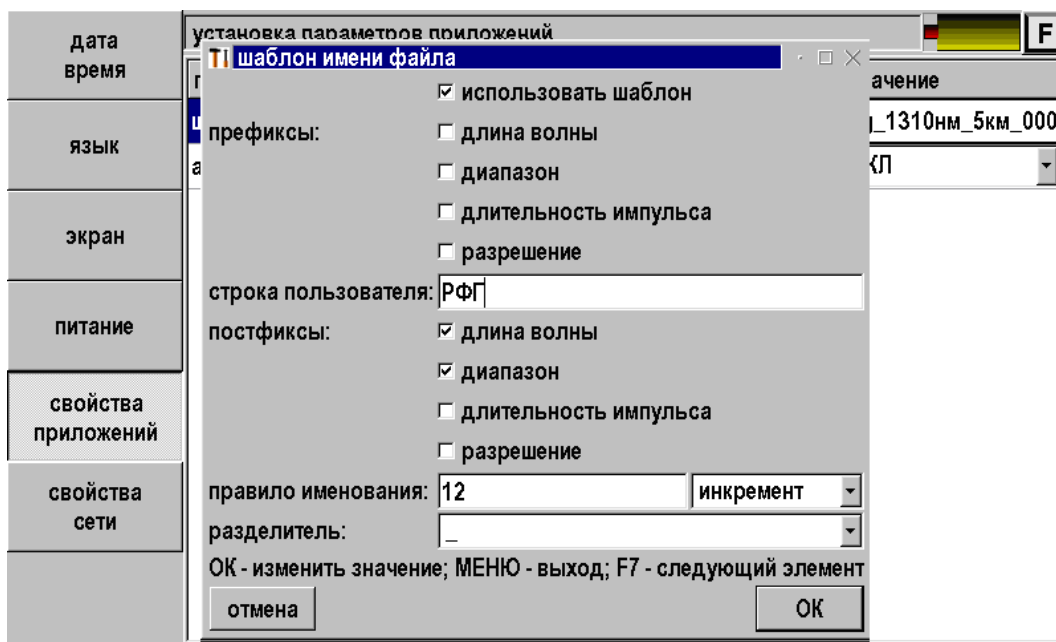 дата
время
язык
экран
питание
свойства
приложений
свойства
сети
установка параметров приложений
F
ачение
_1310нм_5км_000
КЛ
шаблон имени файла
использовать шаблон
префиксы:
длина волны
диапазон
длительность импульса
разрешение
строка пользователя: РФГ
постфиксы:
длина волны
диапазон
длительность импульса
разрешение
правило именования: 12 инкремент
разделитель: _
ОК - изменить значение; МЕНЮ - выход; F7 - следующий элемент
отмена
ОК